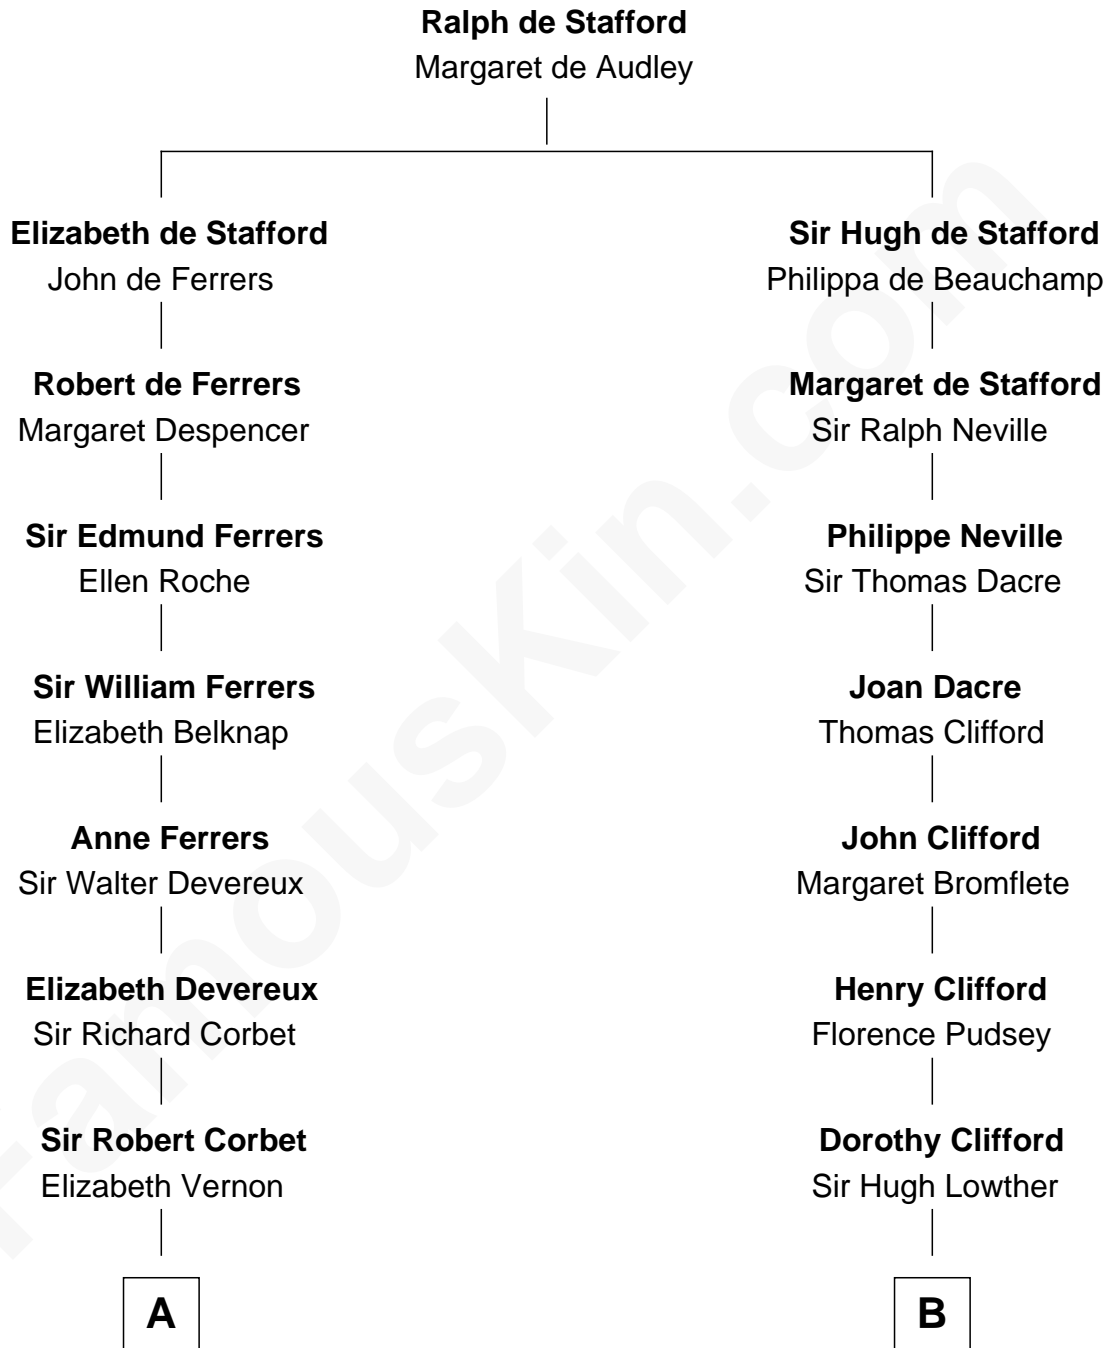 Ralph de Stafford
Margaret de Audley
Elizabeth de Stafford
John de Ferrers
Sir Hugh de Stafford
Philippa de Beauchamp
Robert de Ferrers
Margaret Despencer
Margaret de Stafford
Sir Ralph Neville
Sir Edmund Ferrers
Ellen Roche
Philippe Neville
Sir Thomas Dacre
Sir William Ferrers
Elizabeth Belknap
Joan Dacre
Thomas Clifford
Anne Ferrers
Sir Walter Devereux
John Clifford
Margaret Bromflete
Elizabeth Devereux
Sir Richard Corbet
Henry Clifford
Florence Pudsey
Sir Robert Corbet
Elizabeth Vernon
Dorothy Clifford
Sir Hugh Lowther
A
B
FamousKin.com